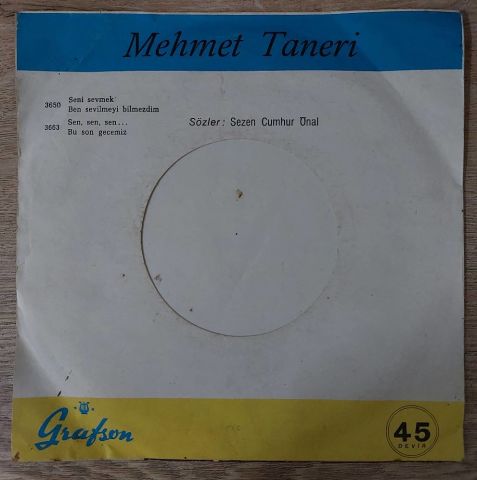 Mehmet Taneri
3650 Seni sevmek
Ben sevilmeyi bilmezdim
3663 Sen, sen, sen...
Bu son gecemiz
Sözler: Sezen Cumhur Önal
Grafson
45
DEVİR